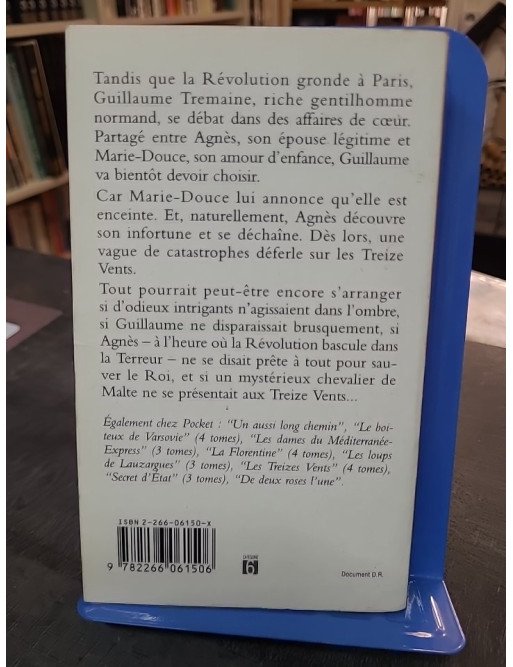 Tandis que la Révolution gronde à Paris,
Guillaume Tremaine, riche gentilhomme
normand, se débat dans des affaires de cœur.
Partagé entre Agnès, son épouse légitime et
Marie-Douce, son amour d'enfance, Guillaume
va bientôt devoir choisir.
Car Marie-Douce lui annonce qu'elle est
enceinte. Et, naturellement, Agnès découvre
son infortune et se déchaîne. Dès lors, une
vague de catastrophes déferle sur les Treize
Vents.
Tout pourrait peut-être encore s'arranger
si d'odieux intrigants n'agissaient dans l'ombre,
si Guillaume ne disparaissait brusquement, si
Agnès – à l'heure où la Révolution bascule dans
la Terreur – ne se disait prête à tout pour sau-
ver le Roi, et si un mystérieux chevalier de
Malte ne se présentait aux Treize Vents...
Également chez Pocket : "Un aussi long chemin", "Le boi-
teux de Varsovie" (4 tomes), "Les dames du Méditerranée-
Express" (3 tomes), "La Florentine" (4 tomes), "Les loups
de Lauzargues" (3 tomes), "Les Treizes Vents" (4 tomes),
"Secret d'État" (3 tomes), "De deux roses l'une".
ISBN 2-266-06150-X
9 782266 061506
CATÉGORIE
6
Document D.R.